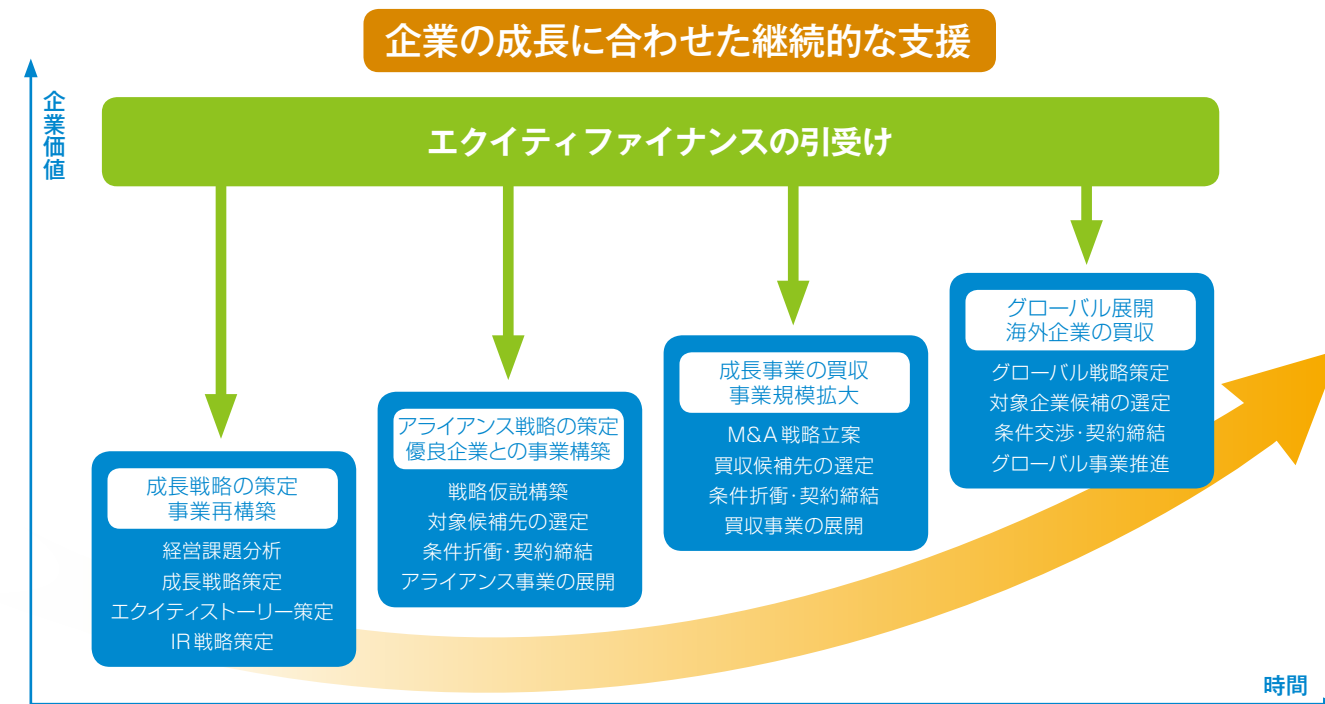 企業の成長に合わせた継続的な支援
企業価値
エクイティファイナンスの引受け
成長戦略の策定
事業再構築
経営課題分析
成長戦略策定
エクイティストーリー策定
IR戦略策定
アライアンス戦略の策定
優良企業との事業構築
戦略仮説構築
対象候補先の選定
条件折衝・契約締結
アライアンス事業の展開
成長事業の買収
事業規模拡大
M&A戦略立案
買収候補先の選定
条件折衝・契約締結
買収事業の展開
グローバル展開
海外企業の買収
グローバル戦略策定
対象企業候補の選定
条件交渉・契約締結
グローバル事業推進
時間